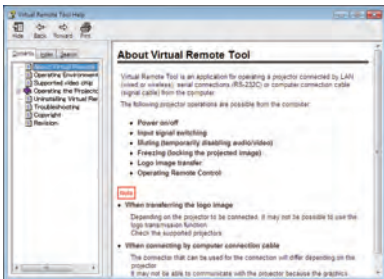 Virtual Remote Tool Help
Hide Back Forward Print
Contents Index Search
About Virtual Remote
Operating Environment
Supported video chip
Operating the Projecto
Uninstalling Virtual Rer
Troubleshooting
Copyright
Revision
About Virtual Remote Tool
Virtual Remote Tool is an application for operating a projector connected by LAN
(wired or wireless), serial connections (RS-232C) or computer connection cable
(signal cable) from the computer.
The following projector operations are possible from the computer
• Power on/off
• Input signal switching
• Muting (temporarily disabling audio/video)
• Freezing (locking the projected image)
• Logo image transfer
• Operating Remote Control
Note
• When transferring the logo image
Depending on the projector to be connected, it may not be possible to use the
logo transmission function.
Check the supported projectors
• When connecting by computer connection cable
The connector that can be used for the connection will differ depending on the
projector.
It may not be able to communicate with the projector because the graphics